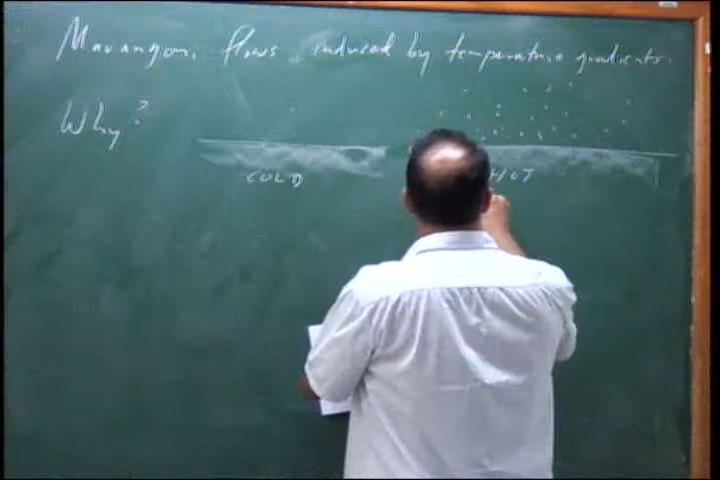 Marangoni flows induced by temperature gradients.
Why?
COLD HOT